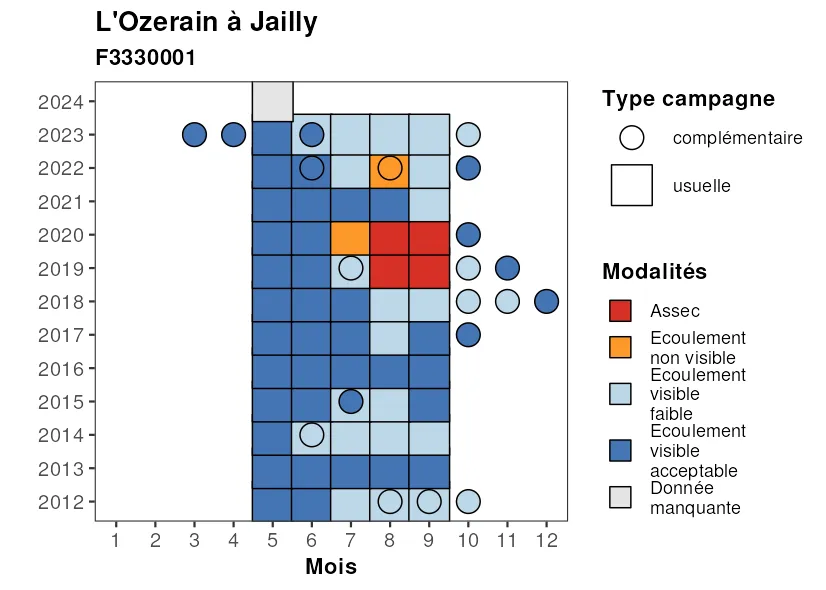 L'Ozerain à Jailly
F3330001
2024
2023
2022
2021
2020
2019
2018
2017
2016
2015
2014
2013
2012
1 2 3 4 5 6 7 8 9 10 11 12
Mois
Type campagne
complémentaire
usuelle
Modalités
Assec
Ecoulement
non visible
Ecoulement
visible
faible
Ecoulement
visible
acceptable
Donnée
manquante